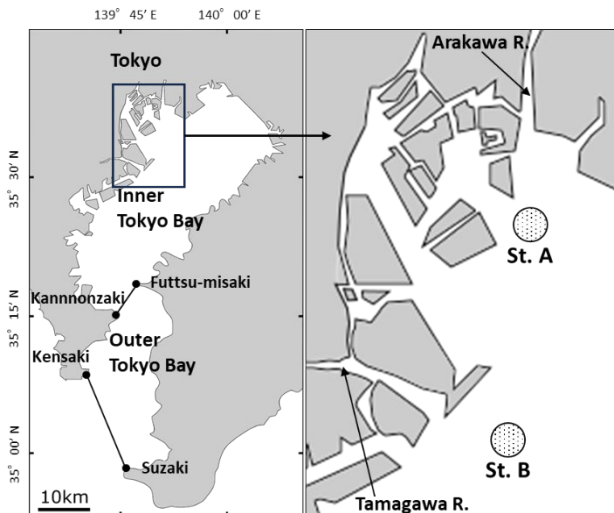 139° 45′ E
140° 00′ E
Tokyo
35° 30′ N
Inner
Tokyo Bay
Futtsu-misaki
Kannnonzaki
35° 15′ N
Outer
Tokyo Bay
Kensaki
35° 00′ N
Suzaki
10km
Arakawa R.
St. A
St. B
Tamagawa R.